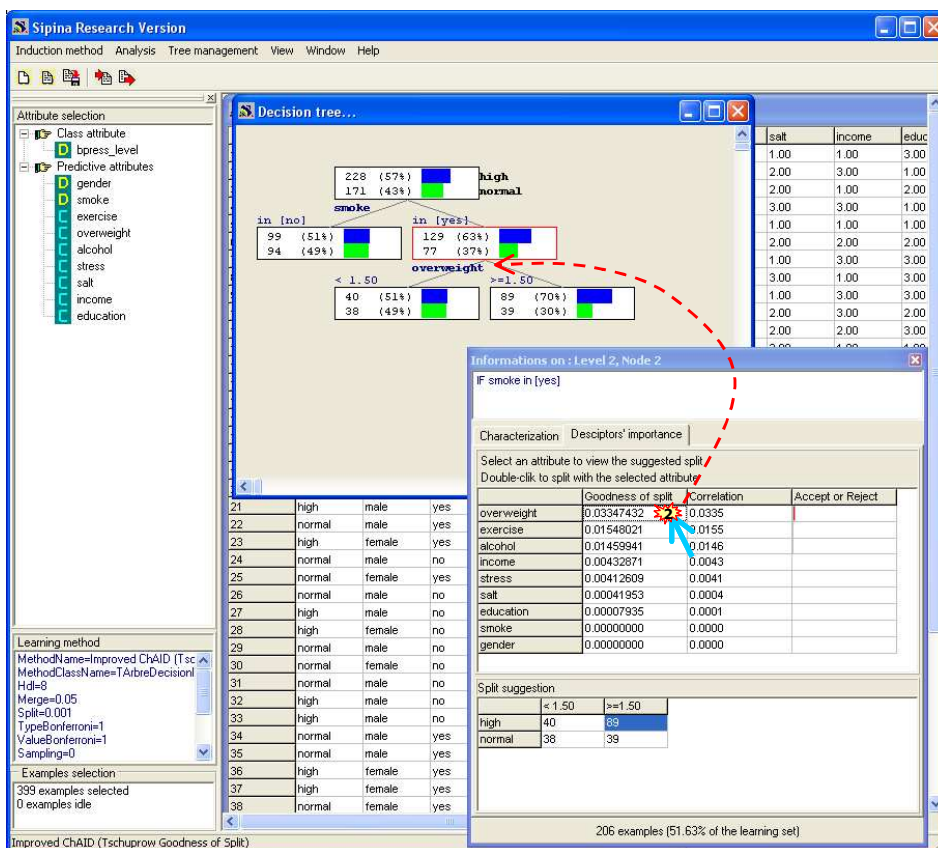 Sipina Research Version
Induction method Analysis Tree management View Window Help
Attribute selection
Class attribute
D bpress_level
Predictive attributes
D gender
D smoke
C exercise
C overweight
C alcohol
C stress
C salt
C income
C education
Learning method
MethodName=Improved ChAID (Tsc
MethodClassName=TArbreDecisionI
Hdl=8
Merge=0.05
Split=0.001
TypeBonferroni=1
ValueBonferroni=1
Sampling=0
Examples selection
399 examples selected
0 examples idle
Decision tree...
228 (57%) high
171 (43%) normal
smoke
in [no] in [yes]
99 (51%) 129 (63%)
94 (49%) 77 (37%)
overweight
< 1.50 >=1.50
40 (51%) 89 (70%)
38 (49%) 39 (30%)
salt income educ
1.00 1.00 3.00
2.00 3.00 1.00
2.00 1.00 2.00
3.00 3.00 1.00
1.00 1.00 1.00
2.00 2.00 2.00
1.00 3.00 3.00
3.00 1.00 3.00
1.00 3.00 3.00
2.00 3.00 2.00
2.00 2.00 3.00
21 high male yes
22 normal male yes
23 high female yes
24 normal male no
25 normal female yes
26 normal male no
27 high male no
28 high female no
29 normal male no
30 normal female no
31 normal male no
32 high male no
33 high male no
34 normal male yes
35 normal male yes
36 high female yes
37 high female yes
38 normal female yes
Informations on : Level 2, Node 2
IF smoke in [yes]
Characterization Desciptors' importance
Select an attribute to view the suggested split
Double-clik to split with the selected attribute
Goodness of split Correlation Accept or Reject
overweight 0.03347432 2 0.0335
exercise 0.01548021 0.0155
alcohol 0.01459941 0.0146
income 0.00432871 0.0043
stress 0.00412609 0.0041
salt 0.00041953 0.0004
education 0.00007935 0.0001
smoke 0.00000000 0.0000
gender 0.00000000 0.0000
Split suggestion
< 1.50 >=1.50
high 40 89
normal 38 39
206 examples (51.63% of the learning set)
Improved ChAID (Tschuprow Goodness of Split)